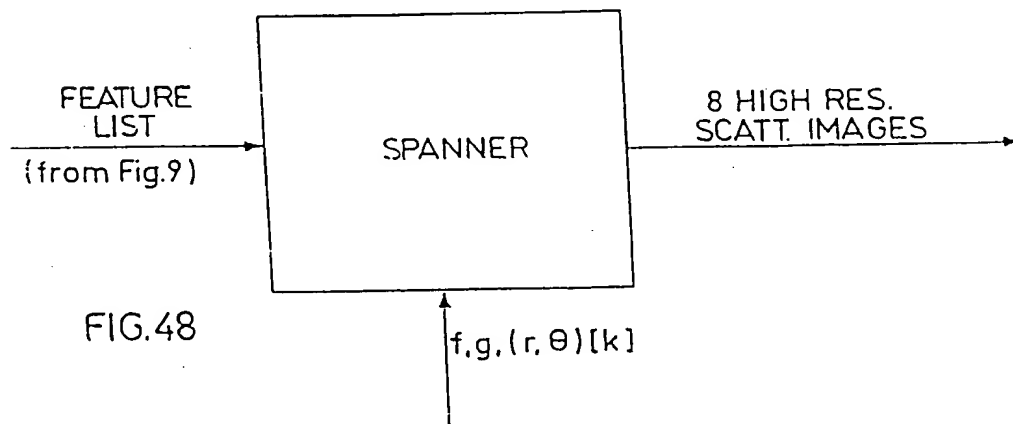 FEATURE
LIST
(from Fig.9)
SPANNER
8 HIGH RES.
SCATT. IMAGES
f,g,(r,θ)[k]
FIG.48